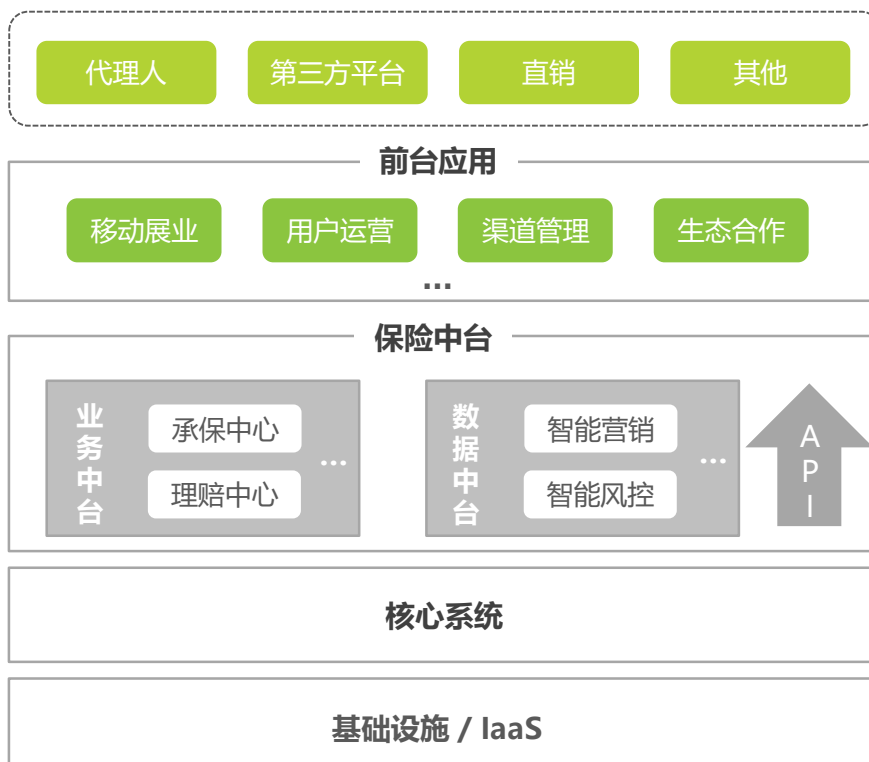 代理人
第三方平台
直销
其他
前台应用
移动展业
用户运营
渠道管理
生态合作
...
保险中台
业务中台
承保中心
理赔中心
...
数据中台
智能营销
智能风控
...
API
核心系统
基础设施 / IaaS